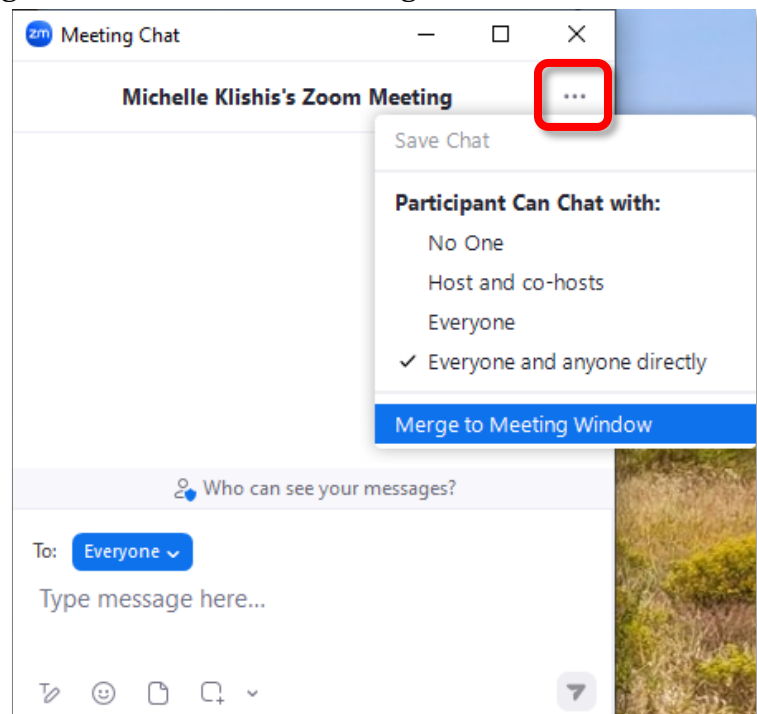 zm Meeting Chat
Michelle Klishis's Zoom Meeting
Save Chat
Participant Can Chat with:
No One
Host and co-hosts
Everyone
Everyone and anyone directly
Merge to Meeting Window
Who can see your messages?
To: Everyone
Type message here...